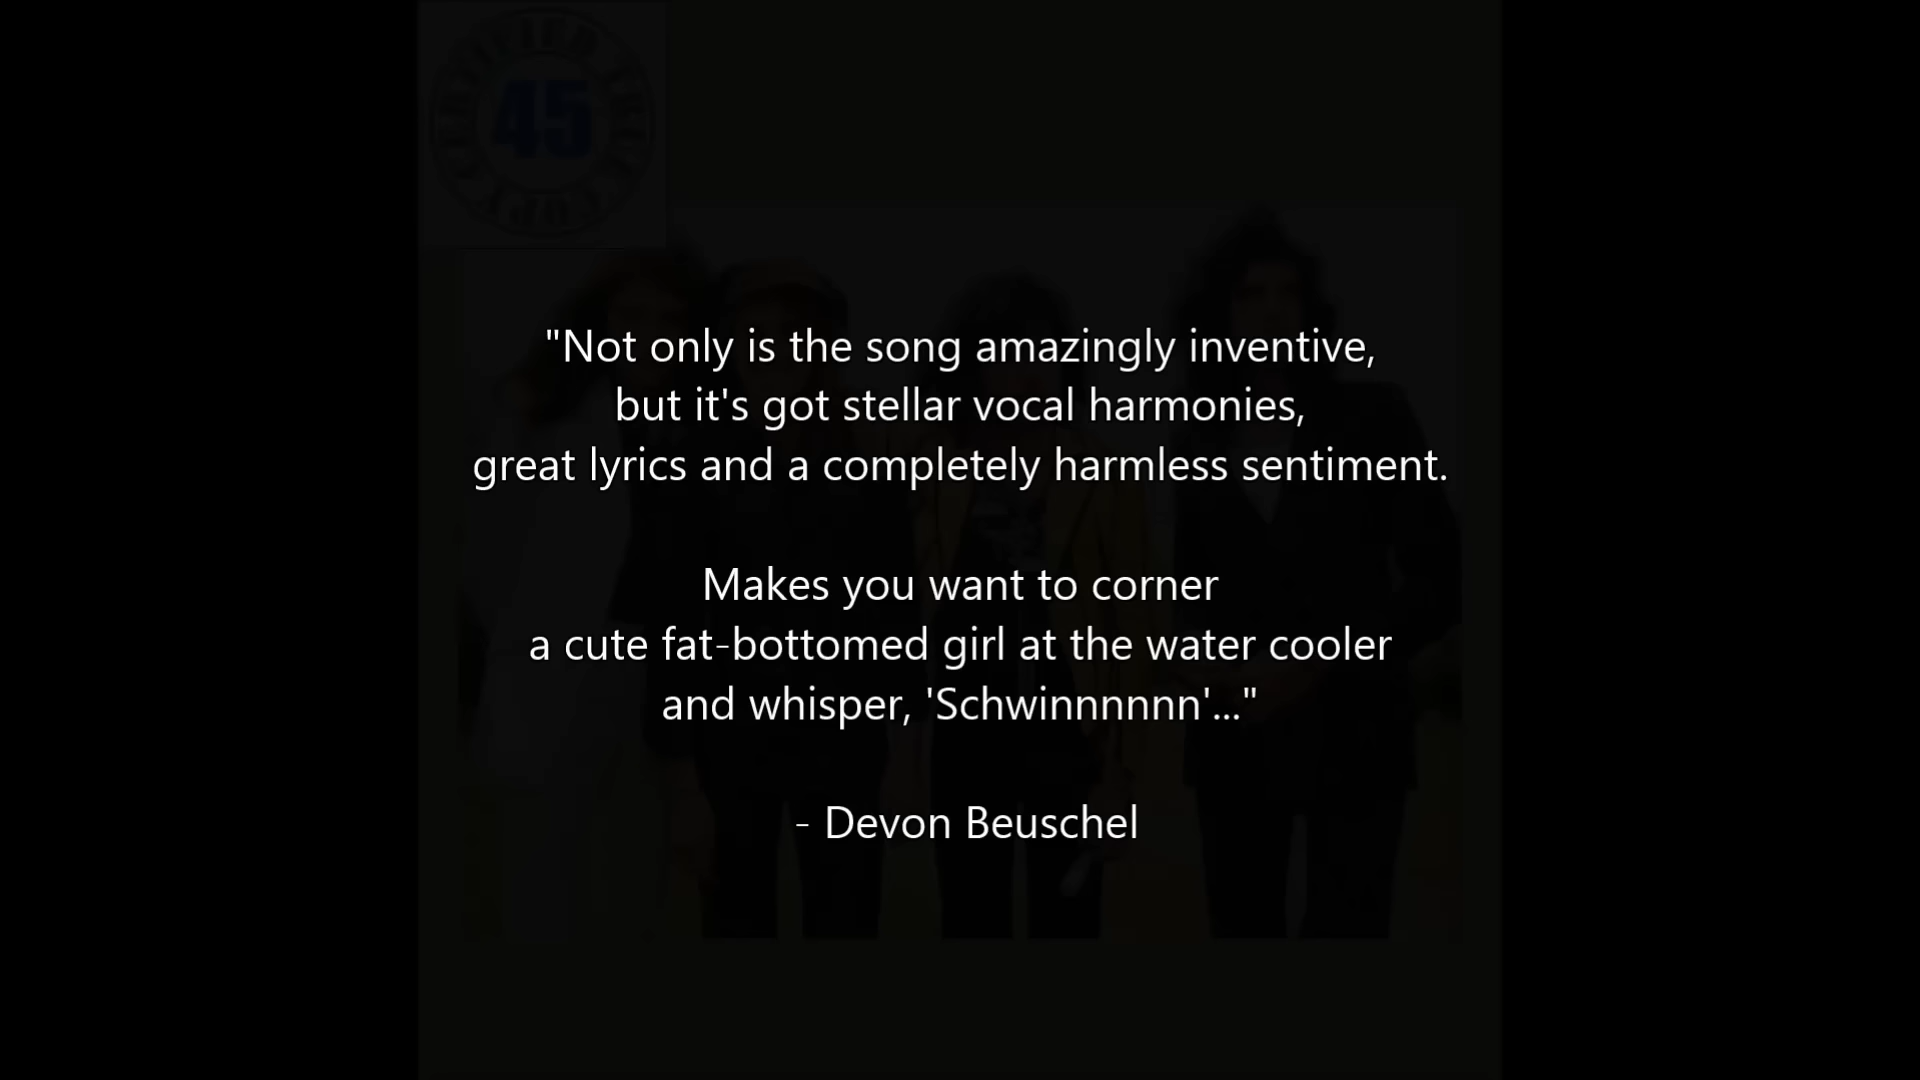 45
"Not only is the song amazingly inventive,
but it's got stellar vocal harmonies,
great lyrics and a completely harmless sentiment.
Makes you want to corner
a cute fat-bottomed girl at the water cooler
and whisper, 'Schwinnnnnn'..."
- Devon Beuschel